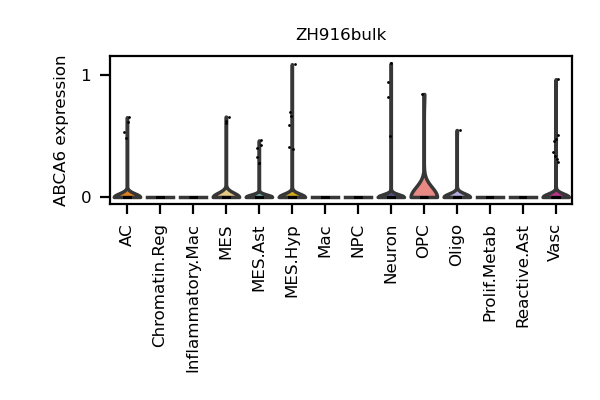 ZH916bulk
ABCA6 expression
1
0
AC
Chromatin.Reg
Inflammatory.Mac
MES
MES.Ast
MES.Hyp
Mac
NPC
Neuron
OPC
Oligo
Prolif.Metab
Reactive.Ast
Vasc